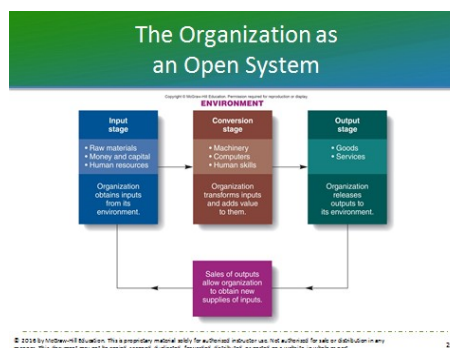 The Organization as
an Open System
Copyright © McGraw-Hill Education. Permission required for reproduction or display.
ENVIRONMENT
Input
stage
• Raw materials
• Money and capital
• Human resources
Organization
obtains inputs
from its
environment.
Conversion
stage
• Machinery
• Computers
• Human skills
Organization
transforms inputs
and adds value
to them.
Output
stage
• Goods
• Services
Organization
releases
outputs to
its environment.
Sales of outputs
allow organization
to obtain new
supplies of inputs.
© 2016 by McGraw-Hill Education. This is proprietary material solely for authorized instructor use. Not authorized for sale or distribution in any